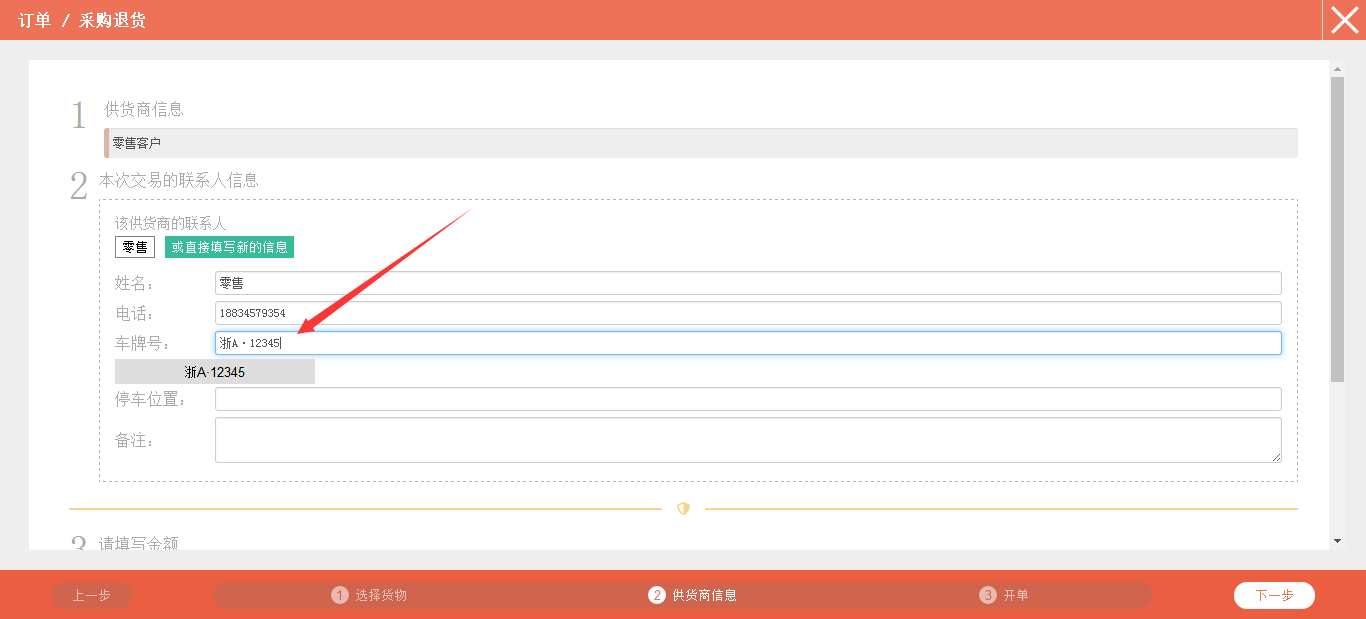 订单 / 采购退货
1 供货商信息
零售客户
2 本次交易的联系人信息
该供货商的联系人
零售 或直接填写新的信息
姓名： 零售
电话： 18834579354
车牌号： 浙A·12345
浙A·12345
停车位置：
备注：
3 请填写金额
上一步 1 选择货物 2 供货商信息 3 开单 下一步